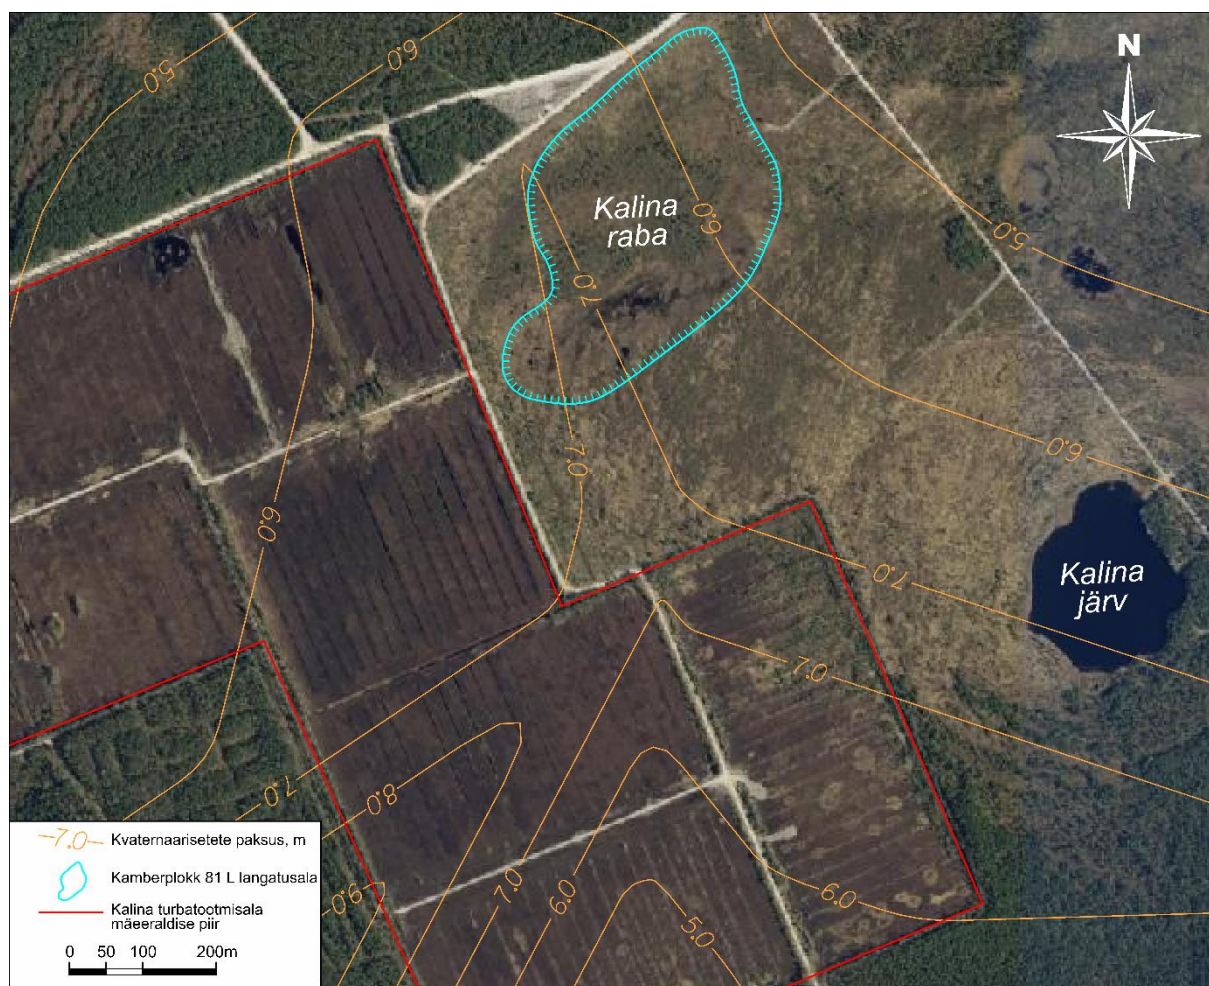 5.0
6.0
N
Kalina
raba
6.0
5.0
7.0
7.0
6.0
6.0
7.0
Kalina
järv
7.0
7.0
8.0
9.0
7.0
6.0
5.0
6.0
–7.0– Kvaternaarisetete paksus, m
Kamberplokk 81 L langatusala
Kalina turbatootmisala
mäeeraldise piir
0 50 100 200m